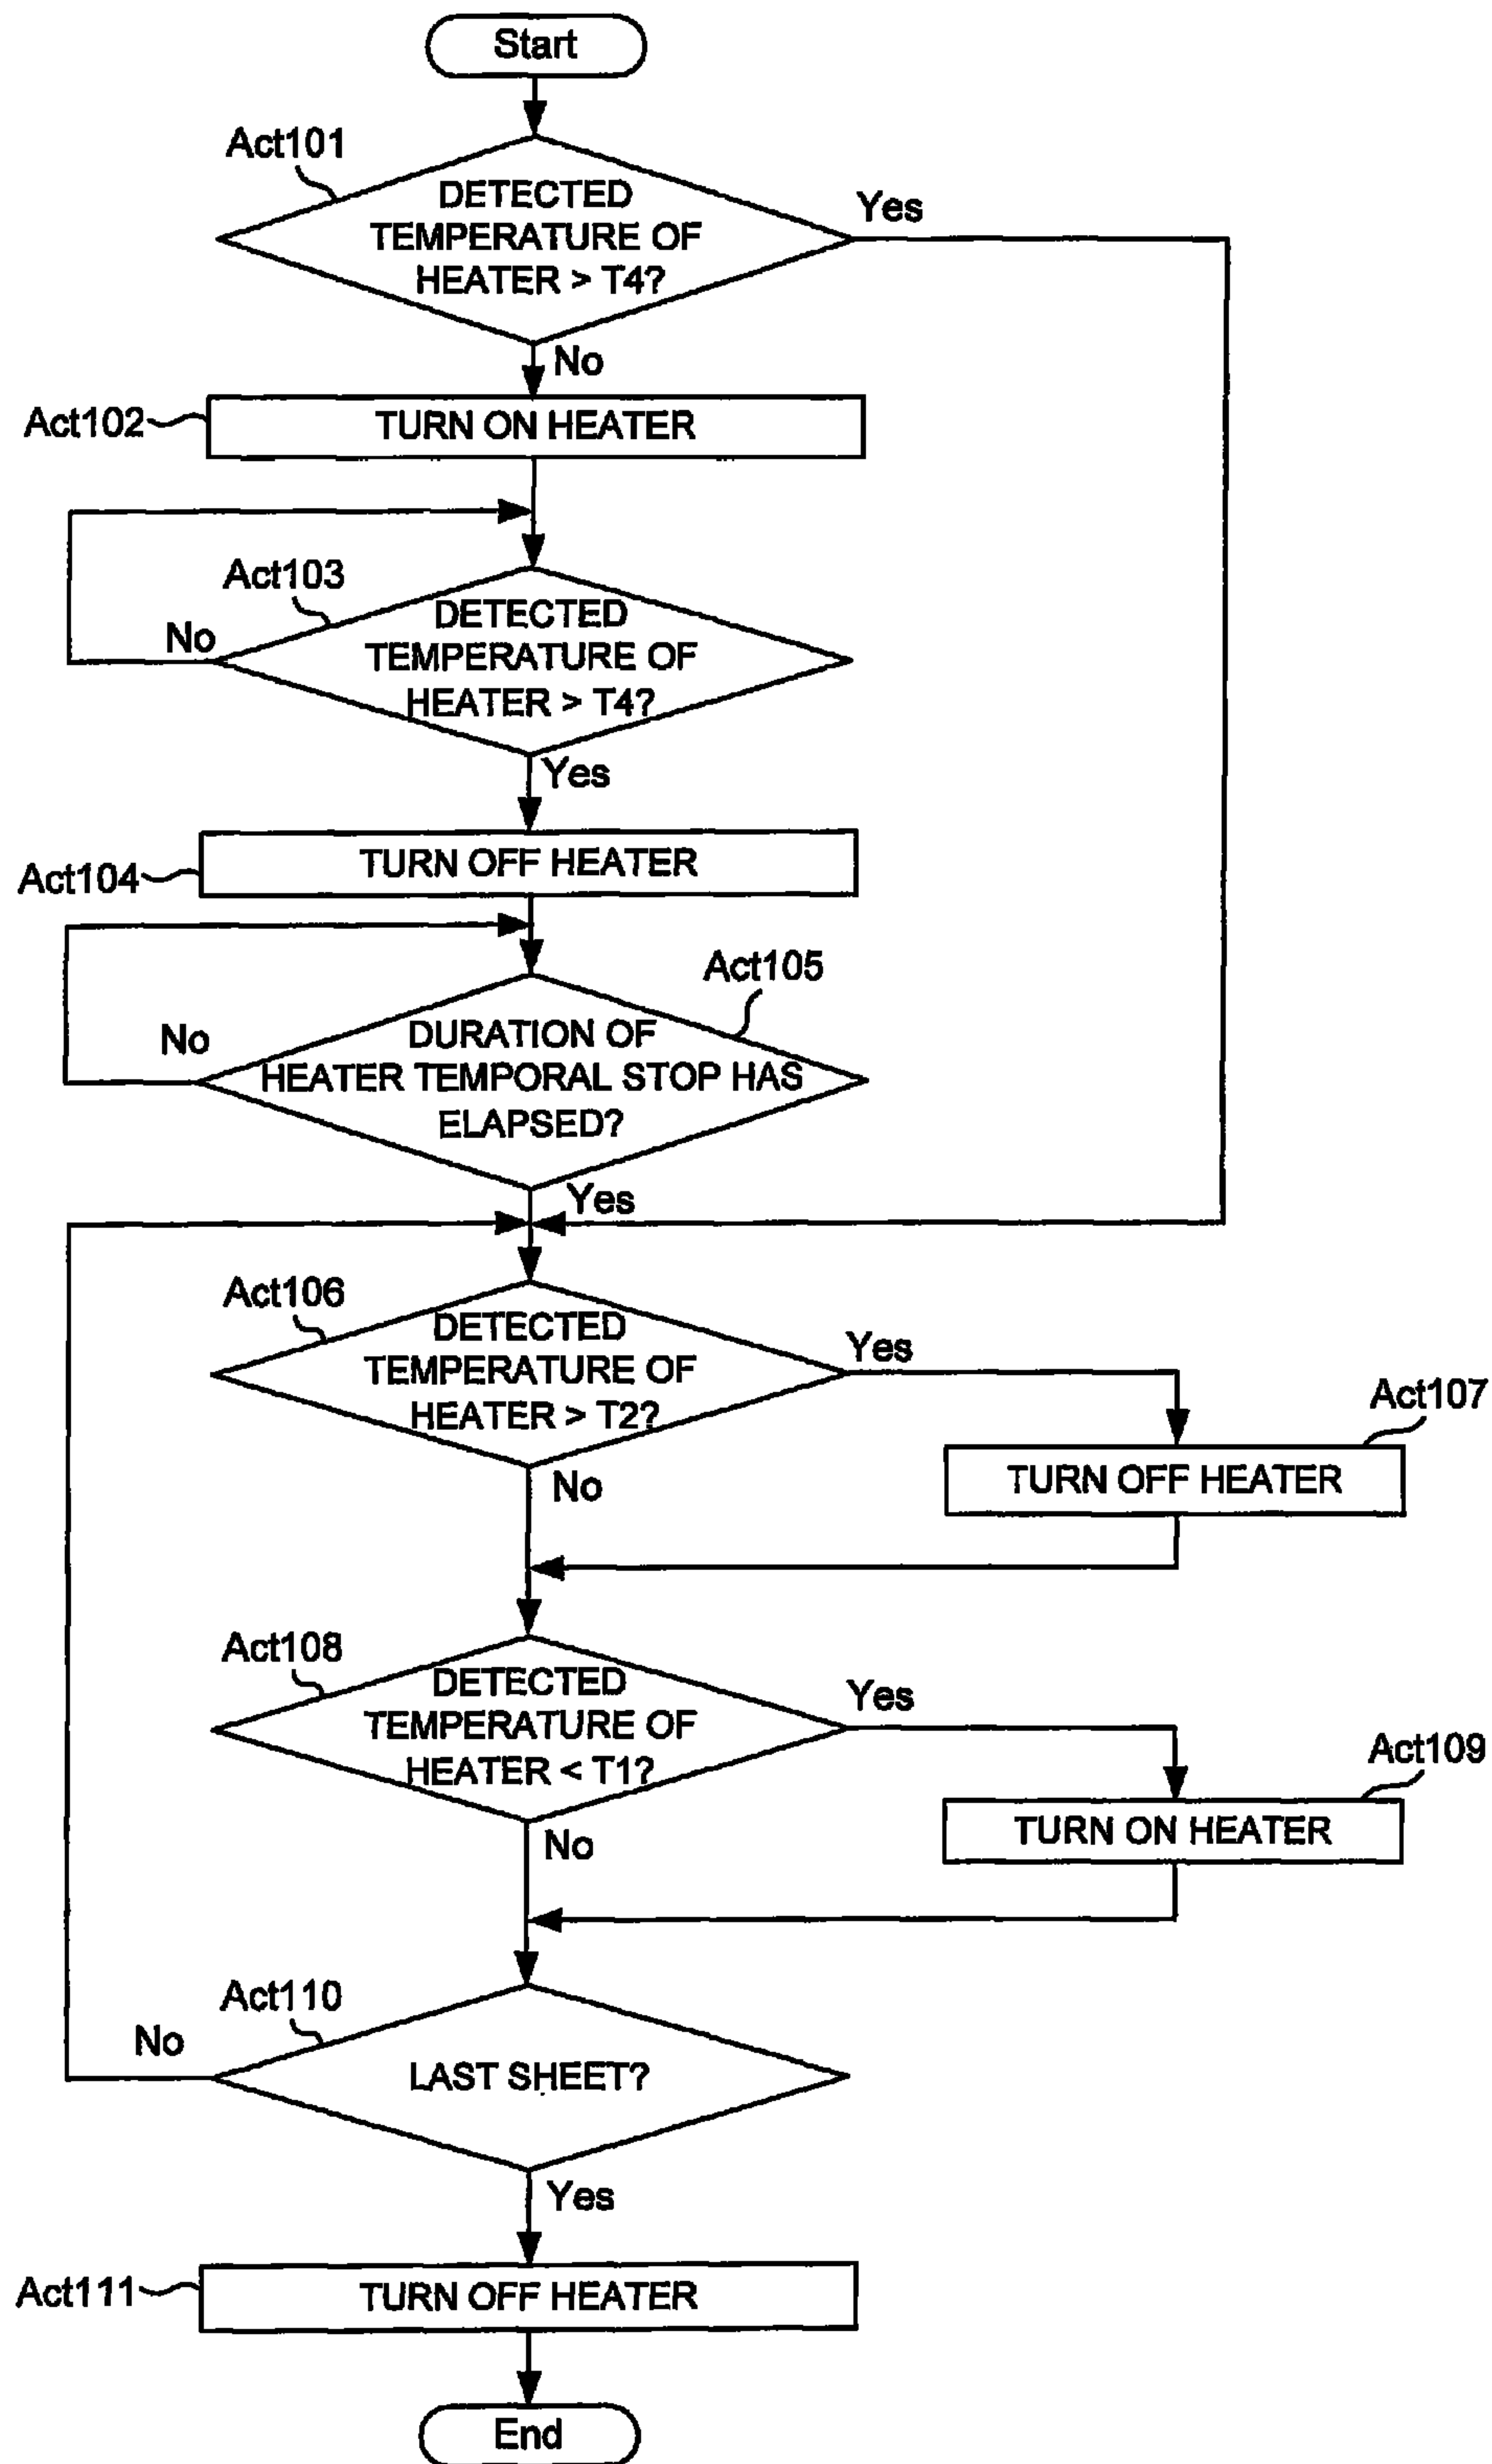 Start
Act101
DETECTED
TEMPERATURE OF
HEATER > T4?
Yes
No
Act102
TURN ON HEATER
Act103
DETECTED
TEMPERATURE OF
HEATER > T4?
No
Yes
Act104
TURN OFF HEATER
Act105
DURATION OF
HEATER TEMPORAL STOP HAS
ELAPSED?
No
Yes
Act106
DETECTED
TEMPERATURE OF
HEATER > T2?
Yes
Act107
TURN OFF HEATER
No
Act108
DETECTED
TEMPERATURE OF
HEATER < T1?
Yes
Act109
TURN ON HEATER
No
Act110
LAST SHEET?
No
Yes
Act111
TURN OFF HEATER
End